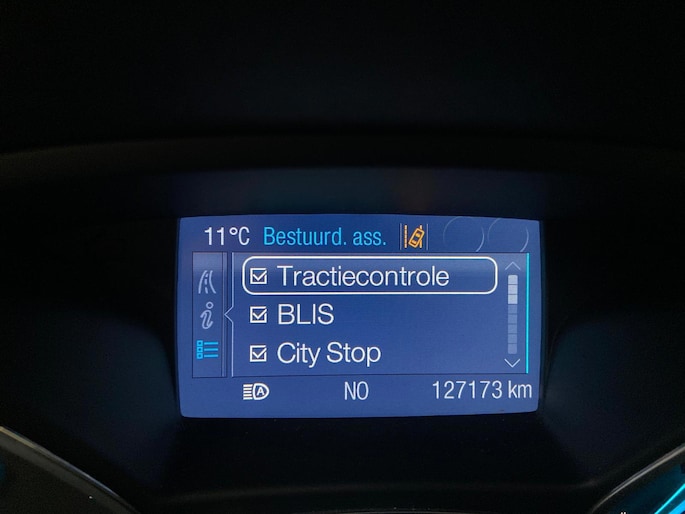 11°C Bestuurd. ass.
Tractiecontrole
BLIS
City Stop
NO 127173 km